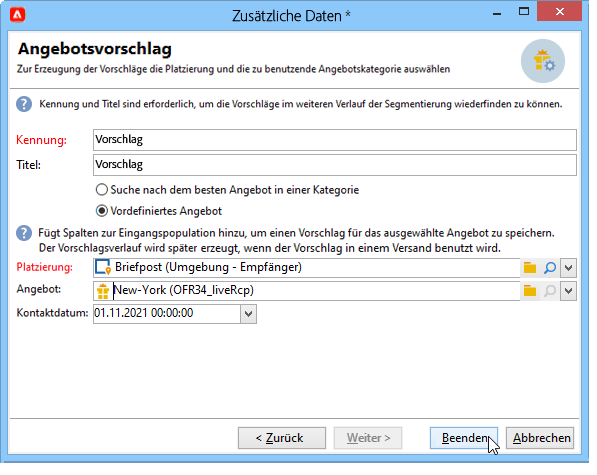 Zusätzliche Daten *
Angebotsvorschlag
Zur Erzeugung der Vorschläge die Platzierung und die zu benutzende Angebotskategorie auswählen
Kennung und Titel sind erforderlich, um die Vorschläge im weiteren Verlauf der Segmentierung wiederfinden zu können.
Kennung: Vorschlag
Titel: Vorschlag
Suche nach dem besten Angebot in einer Kategorie
Vordefiniertes Angebot
Fügt Spalten zur Eingangspopulation hinzu, um einen Vorschlag für das ausgewählte Angebot zu speichern.
Der Vorschlagsverlauf wird später erzeugt, wenn der Vorschlag in einem Versand benutzt wird.
Platzierung: Briefpost (Umgebung - Empfänger)
Angebot: New-York (OFR34_liveRcp)
Kontaktdatum: 01.11.2021 00:00:00
< Zurück Weiter > Beenden Abbrechen